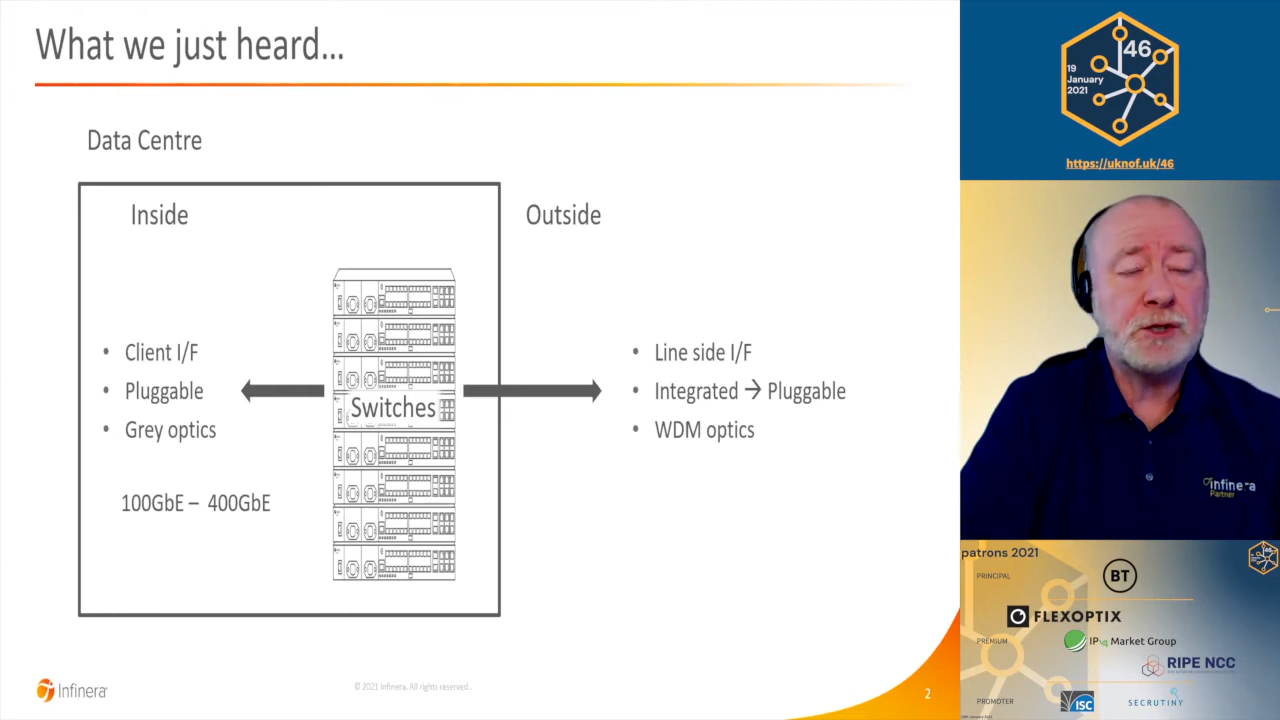 What we just heard...
Data Centre
Inside
Outside
• Client I/F
• Pluggable
• Grey optics
100GbE – 400GbE
Switches
• Line side I/F
• Integrated → Pluggable
• WDM optics
Infinera
© 2021 Infinera. All rights reserved.
2
46
19
January
2021
https://uknof.uk/46
infinera
Partner
patrons 2021
PRINCIPAL
BT
FLEXOPTIX
PREMIUM
IPv4 Market Group
RIPE NCC
PROMOTER
ISC
SECRUTINY